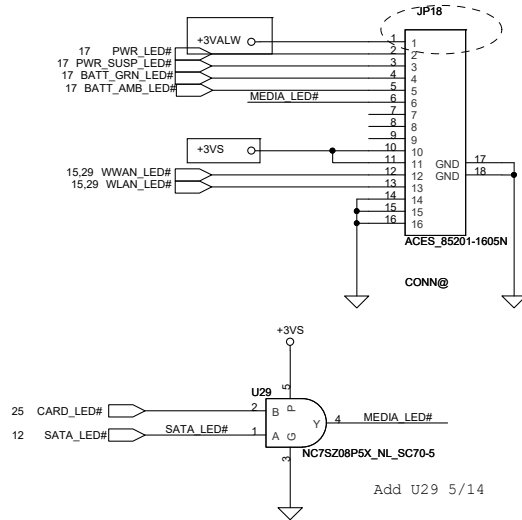 JP18
+3VALW
1 1
17 PWR_LED# 2 2
17 PWR_SUSP_LED# 3 3
17 BATT_GRN_LED# 4 4
17 BATT_AMB_LED# 5 5
MEDIA_LED# 6 6
7 7
8 8
9 9
+3VS 10 10
11 11 GND 17
15,29 WWAN_LED# 12 12 GND 18
15,29 WLAN_LED# 13 13
14 14
15 15
16 16
ACES_85201-1605N
CONN@
+3VS
U29
5
25 CARD_LED# 2 B P
Y 4 MEDIA_LED#
12 SATA_LED# SATA_LED# 1 A G
3
NC7SZ08P5X_NL_SC70-5
Add U29 5/14